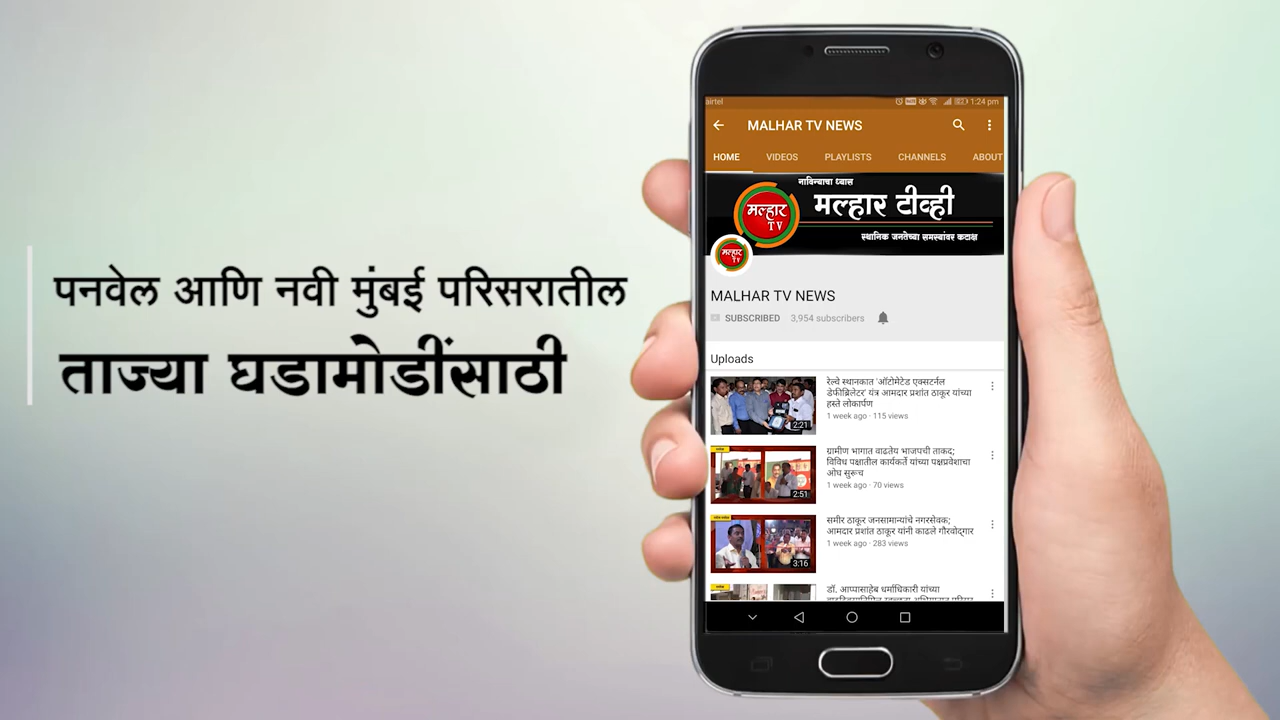 पनवेल आणि नवी मुंबई परिसरातील
ताज्या घडामोडींसाठी
airtel
1:24 pm
MALHAR TV NEWS
HOME VIDEOS PLAYLISTS CHANNELS ABOUT
नाविन्याचा ध्यास
मल्हार टीव्ही
मल्हार
TV
स्थानिक जनतेच्या समस्यांवर कटाक्ष
मल्हार
TV
MALHAR TV NEWS
SUBSCRIBED 3,954 subscribers
Uploads
रेल्वे स्थानकात 'ऑटोमेटेड एक्सटर्नल
डेफीब्रिलेटर' यंत्र आमदार प्रशांत ठाकूर यांच्या
हस्ते लोकार्पण
1 week ago · 115 views
2:21
ग्रामीण भागात वाढतेय भाजपची ताकद;
विविध पक्षातील कार्यकर्ते यांच्या पक्षप्रवेशाचा
ओघ सुरूच
1 week ago · 70 views
2:51
समीर ठाकूर जनसामान्यांचे नगरसेवक;
आमदार प्रशांत ठाकूर यांनी काढले गौरवोद्‌गार
1 week ago · 283 views
3:16
डॉ. आप्पासाहेब धर्माधिकारी यांच्या